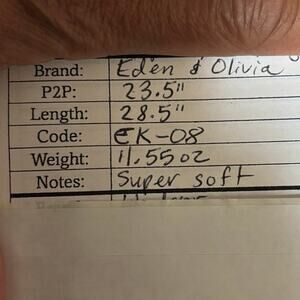 Brand: Eden & Olivia
P2P: 23.5"
Length: 28.5"
Code: EK-08
Weight: 11.55oz
Notes: Super soft